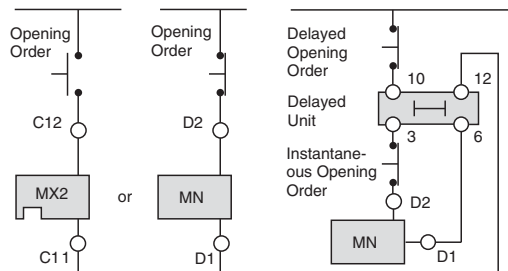 Opening
Order
C12
MX2
C11
or
Opening
Order
D2
MN
D1
Delayed
Opening
Order
10
12
Delayed
Unit
3
6
Instantane-
ous Opening
Order
D2
MN
D1